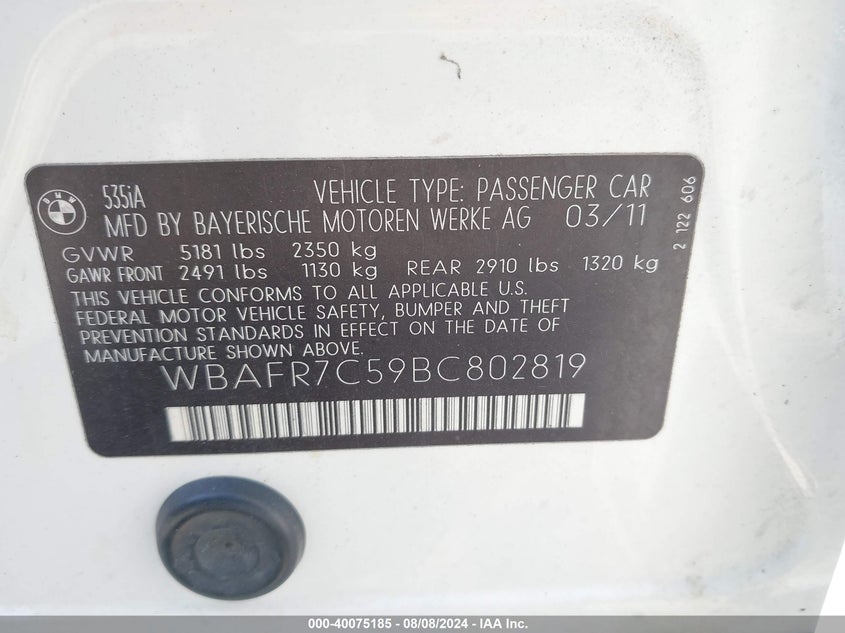 BMW
535iA VEHICLE TYPE: PASSENGER CAR
MFD BY BAYERISCHE MOTOREN WERKE AG 03/11
GVWR 5181 lbs 2350 kg
GAWR FRONT 2491 lbs 1130 kg REAR 2910 lbs 1320 kg
THIS VEHICLE CONFORMS TO ALL APPLICABLE U.S.
FEDERAL MOTOR VEHICLE SAFETY, BUMPER AND THEFT
PREVENTION STANDARDS IN EFFECT ON THE DATE OF
MANUFACTURE SHOWN ABOVE.
WBAFR7C59BC802819
2 122 606
000-40075185 - 08/08/2024 - IAA, Inc.